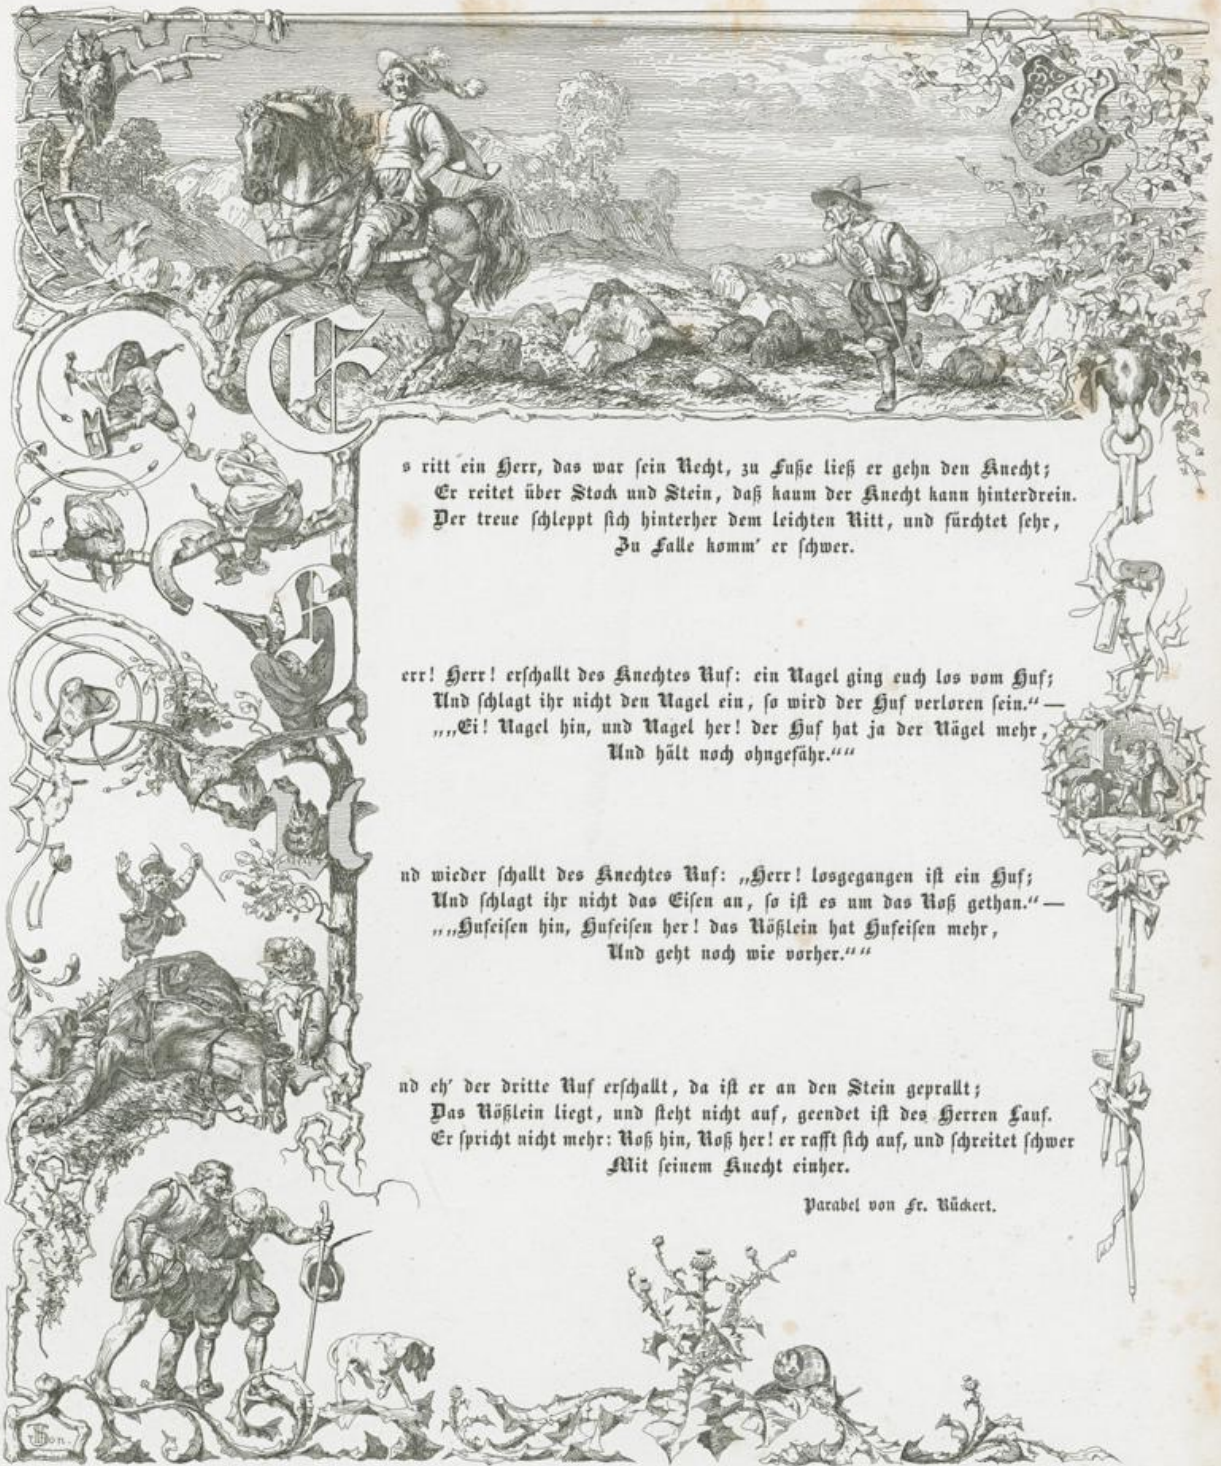 Es ritt ein Herr, das war sein Recht, zu Fuße ließ er gehn den Knecht;
Er reitet über Stock und Stein, daß kaum der Knecht kann hinterdrein.
Der treue schleppt sich hinterher dem leichten Ritt, und fürchtet sehr,
Zu Falle komm' er schwer.
Herr! Herr! erschallt des Knechtes Ruf: ein Nagel ging euch los vom Huf;
Und schlagt ihr nicht den Nagel ein, so wird der Huf verloren sein.“ —
„„Ei! Nagel hin, und Nagel her! der Huf hat ja der Nägel mehr,
Und hält noch ohngefähr.““
Und wieder schallt des Knechtes Ruf: „Herr! losgegangen ist ein Huf;
Und schlagt ihr nicht das Eisen an, so ist es um das Roß gethan.“ —
„„Hufeisen hin, Hufeisen her! das Rößlein hat Hufeisen mehr,
Und geht noch wie vorher.““
nd eh' der dritte Ruf erschallt, da ist er an den Stein geprallt;
Das Rößlein liegt, und steht nicht auf, geendet ist des Herren Lauf.
Er spricht nicht mehr: Roß hin, Roß her! er rafft sich auf, und schreitet schwer
Mit seinem Knecht einher.
Parabel von Fr. Rückert.